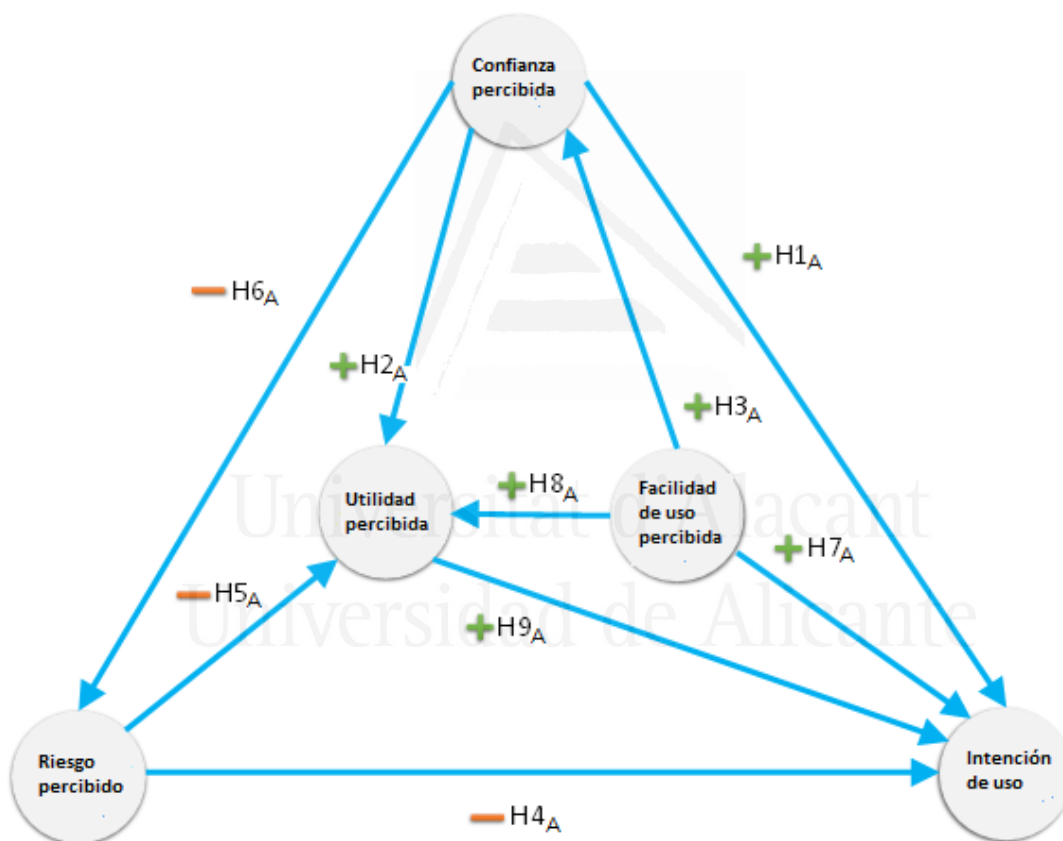 Confianza
percibida
+ H1A
− H6A
+ H2A
+ H3A
Utilidad
percibida
+ H8A
Facilidad
de uso
percibida
+ H7A
− H5A
+ H9A
Universitat d'Alacant
Universidad de Alicante
Riesgo
percibido
Intención
de uso
− H4A